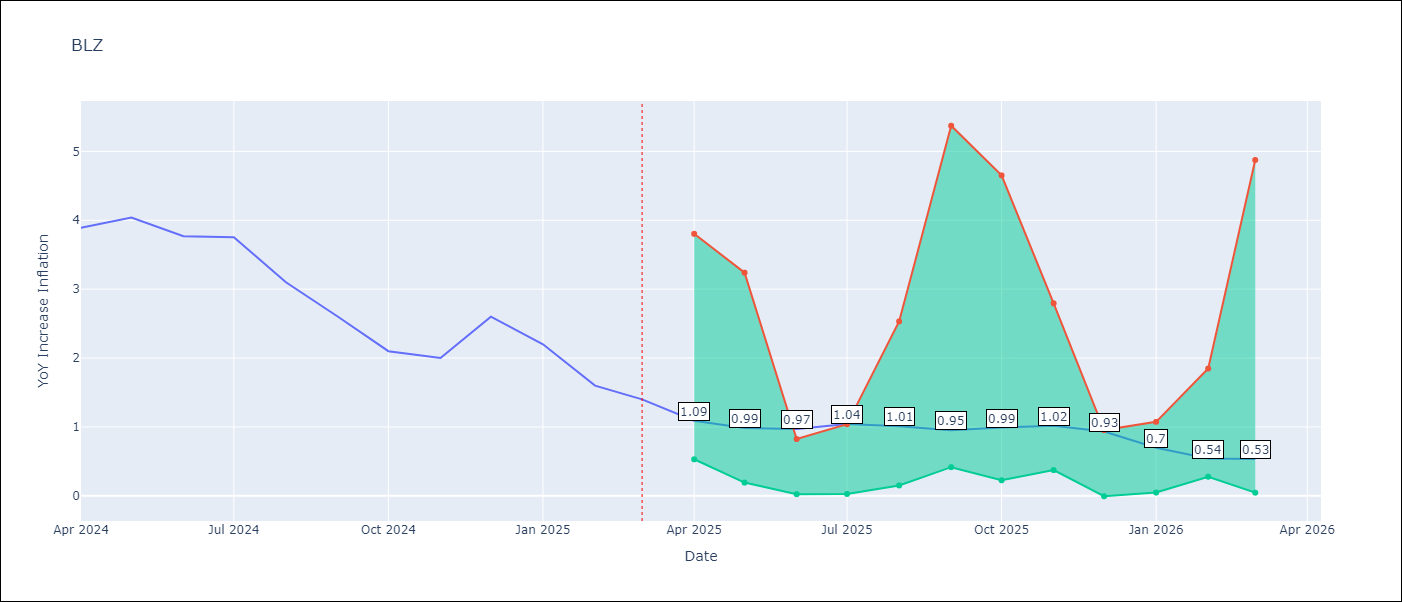 BLZ
YoY Increase Inflation
5
4
3
2
1
0
1.09
0.99
0.97
1.04
1.01
0.95
0.99
1.02
0.93
0.7
0.54
0.53
Apr 2024
Jul 2024
Oct 2024
Jan 2025
Apr 2025
Jul 2025
Oct 2025
Jan 2026
Apr 2026
Date